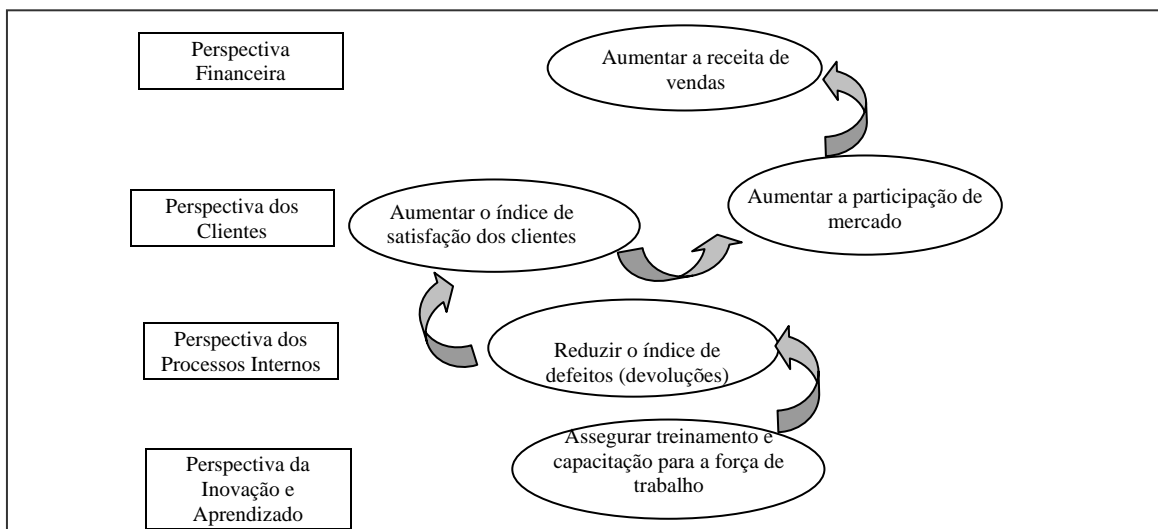 Perspectiva
Financeira
Aumentar a receita de
vendas
Perspectiva dos
Clientes
Aumentar o índice de
satisfação dos clientes
Aumentar a participação de
mercado
Perspectiva dos
Processos Internos
Reduzir o índice de
defeitos (devoluções)
Perspectiva da
Inovação e
Aprendizado
Assegurar treinamento e
capacitação para a força de
trabalho